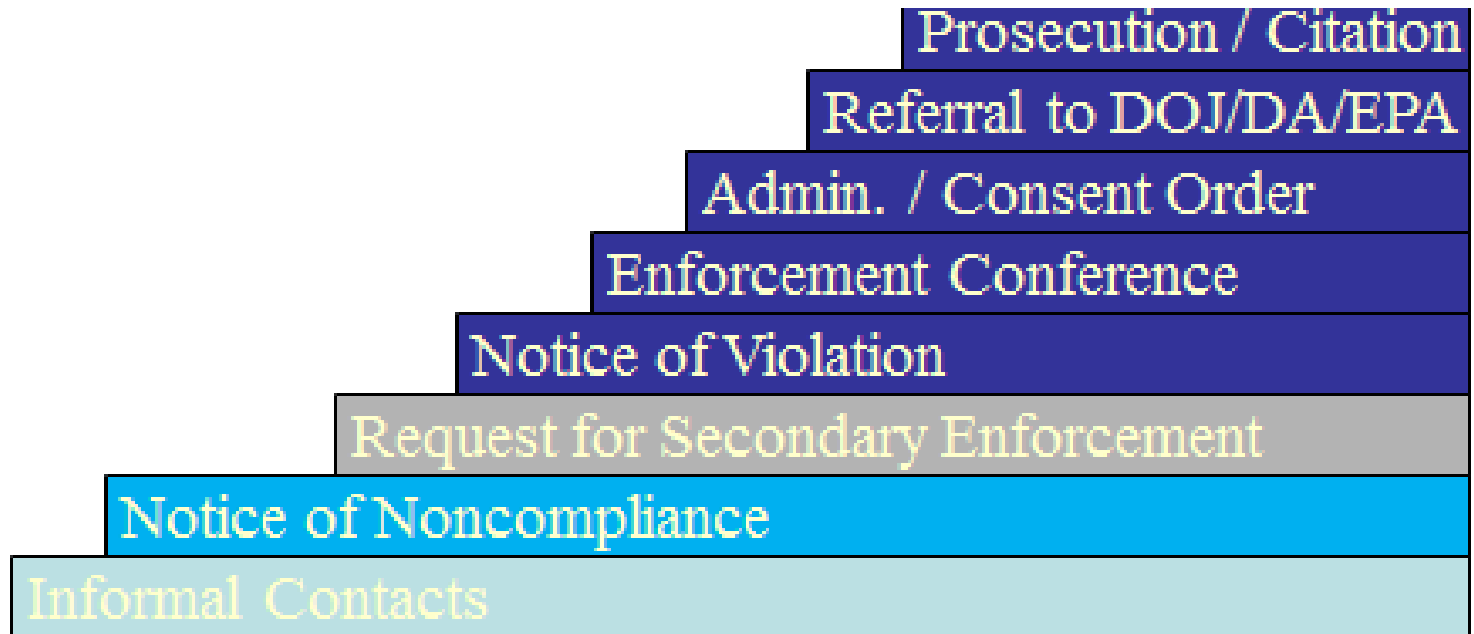 Prosecution / Citation
Referral to DOJ/DA/EPA
Admin. / Consent Order
Enforcement Conference
Notice of Violation
Request for Secondary Enforcement
Notice of Noncompliance
Informal Contacts